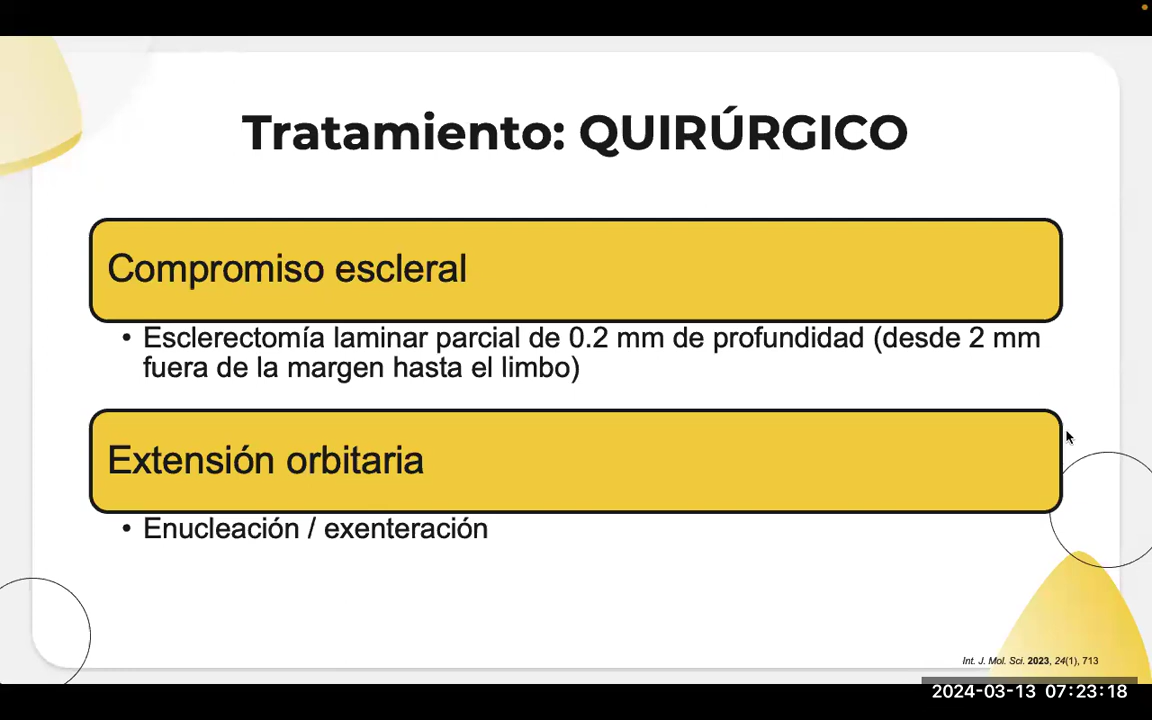 Tratamiento: QUIRÚRGICO
Compromiso escleral
• Esclerectomía laminar parcial de 0.2 mm de profundidad (desde 2 mm
fuera de la margen hasta el limbo)
Extensión orbitaria
• Enucleación / exenteración
Int. J. Mol. Sci. 2023, 24(1), 713
2024-03-13 07:23:18